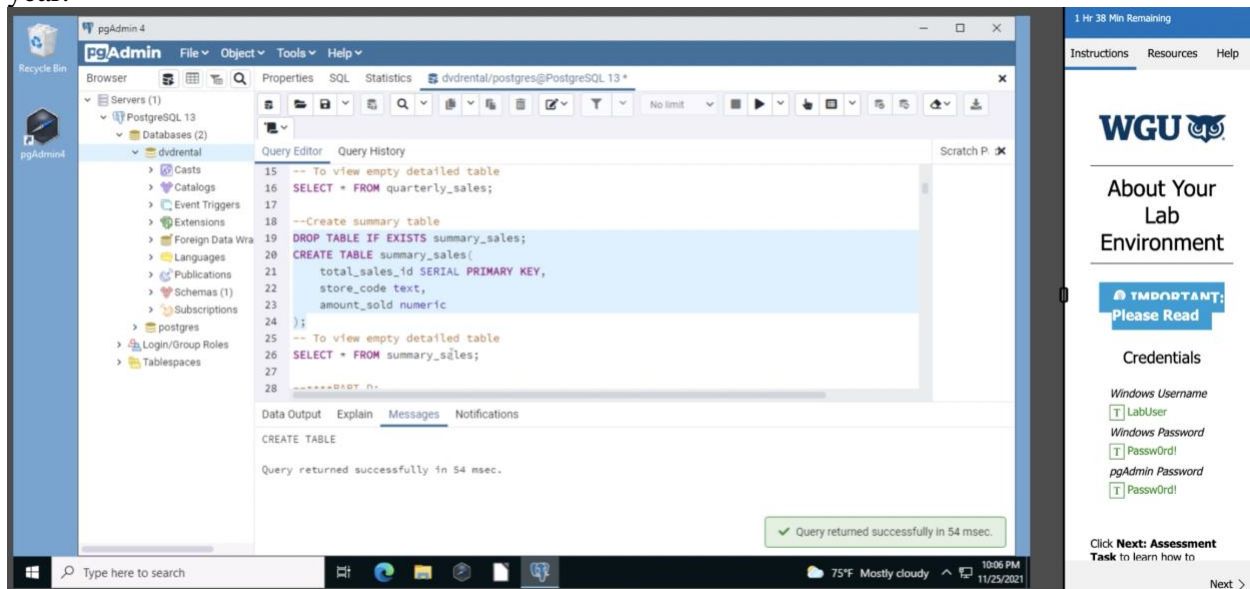 pgAdmin 4
PgAdmin File Object Tools Help
Browser
Properties SQL Statistics dvdrental/postgres@PostgreSQL 13 *
No limit
Query Editor Query History
Scratch P
Recycle Bin
pgAdmin4
Servers (1)
PostgreSQL 13
Databases (2)
dvdrental
Casts
Catalogs
Event Triggers
Extensions
Foreign Data Wra
Languages
Publications
Schemas (1)
Subscriptions
postgres
Login/Group Roles
Tablespaces
15 -- To view empty detailed table
16 SELECT * FROM quarterly_sales;
17
18 --Create summary table
19 DROP TABLE IF EXISTS summary_sales;
20 CREATE TABLE summary_sales(
21 total_sales_id SERIAL PRIMARY KEY,
22 store_code text,
23 amount_sold numeric
24 );
25 -- To view empty detailed table
26 SELECT * FROM summary_sales;
27
28
Data Output Explain Messages Notifications
CREATE TABLE
Query returned successfully in 54 msec.
Query returned successfully in 54 msec.
Type here to search
75°F Mostly cloudy
10:06 PM
11/25/2021
1 Hr 38 Min Remaining
Instructions Resources Help
WGU
About Your
Lab
Environment
IMPORTANT:
Please Read
Credentials
Windows Username
T LabUser
Windows Password
T Passw0rd!
pgAdmin Password
T Passw0rd!
Click Next: Assessment
Task to learn how to
Next >